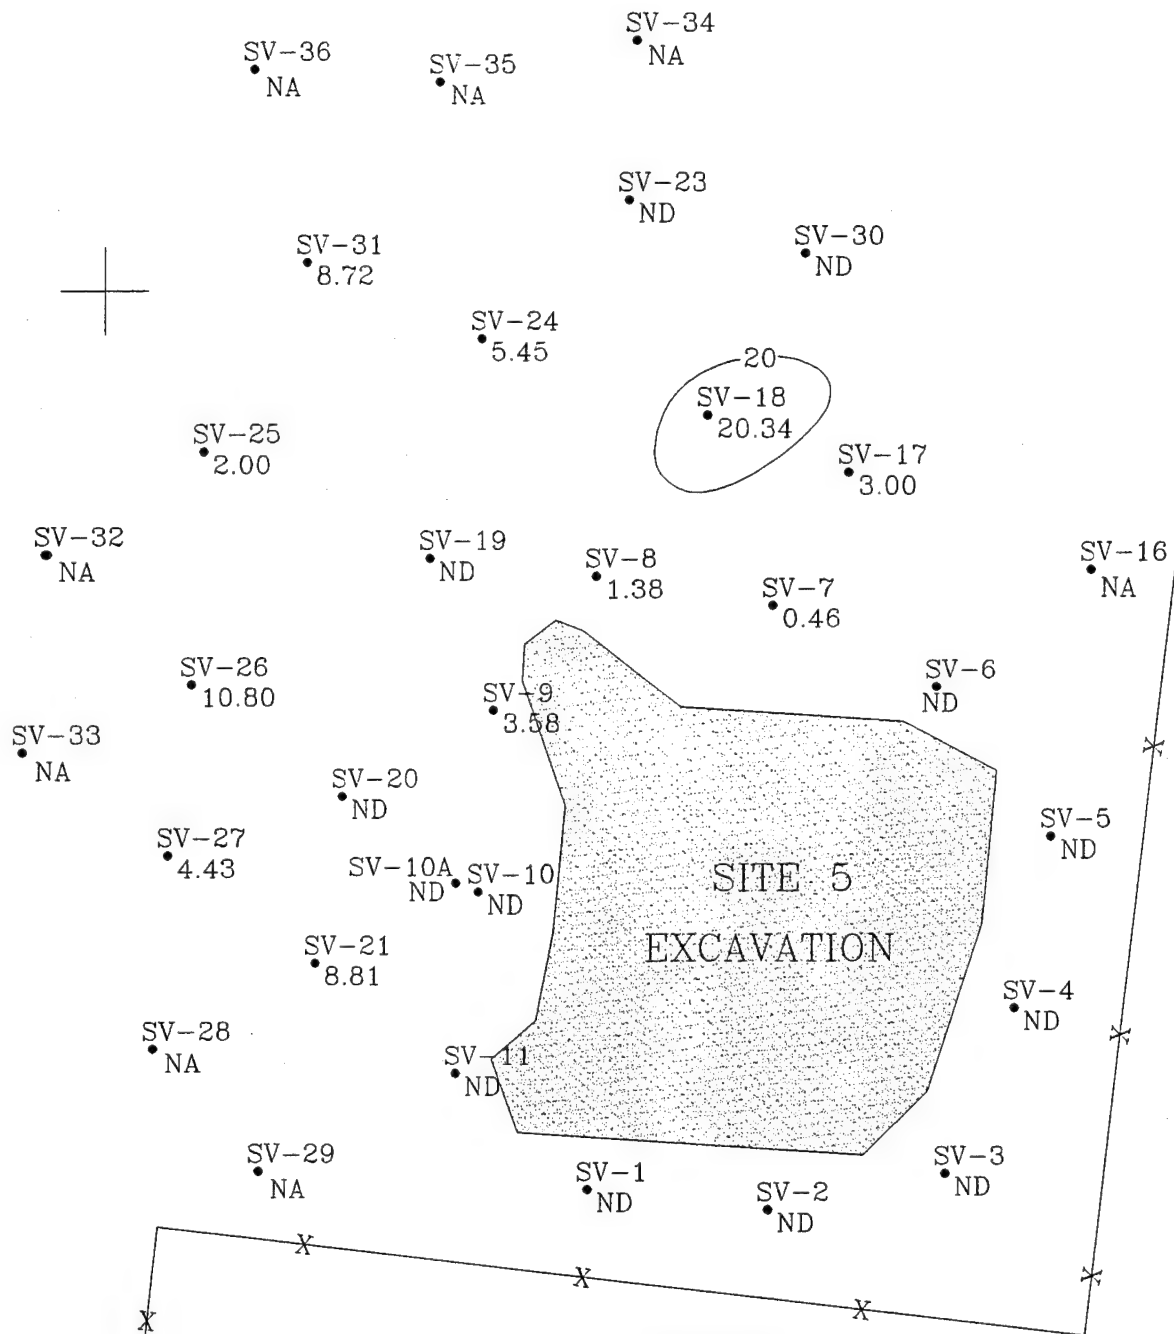 SV-34
NA
SV-36
NA
SV-35
NA
SV-23
ND
SV-30
ND
SV-31
8.72
SV-24
5.45
20
SV-18
20.34
SV-25
2.00
SV-17
3.00
SV-32
NA
SV-19
ND
SV-8
1.38
SV-16
NA
SV-7
0.46
SV-26
10.80
SV-6
ND
SV-9
3.58
SV-33
NA
SV-20
ND
SV-5
ND
SV-27
4.43
SV-10A
ND
SV-10
ND
SITE 5
EXCAVATION
SV-21
8.81
SV-4
ND
SV-28
NA
SV-11
ND
SV-29
NA
SV-1
ND
SV-2
ND
SV-3
ND
X
X
X
X
X
X
X